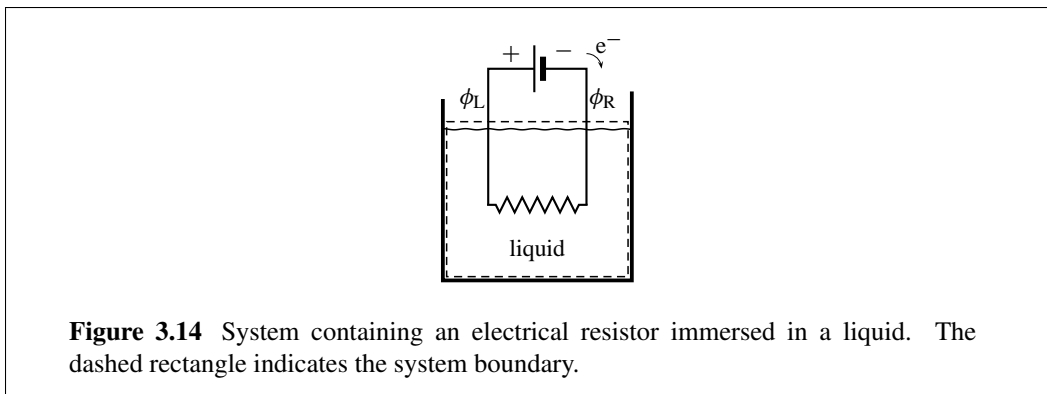 + − e⁻
ϕL ϕR
liquid
Figure 3.14 System containing an electrical resistor immersed in a liquid. The
dashed rectangle indicates the system boundary.